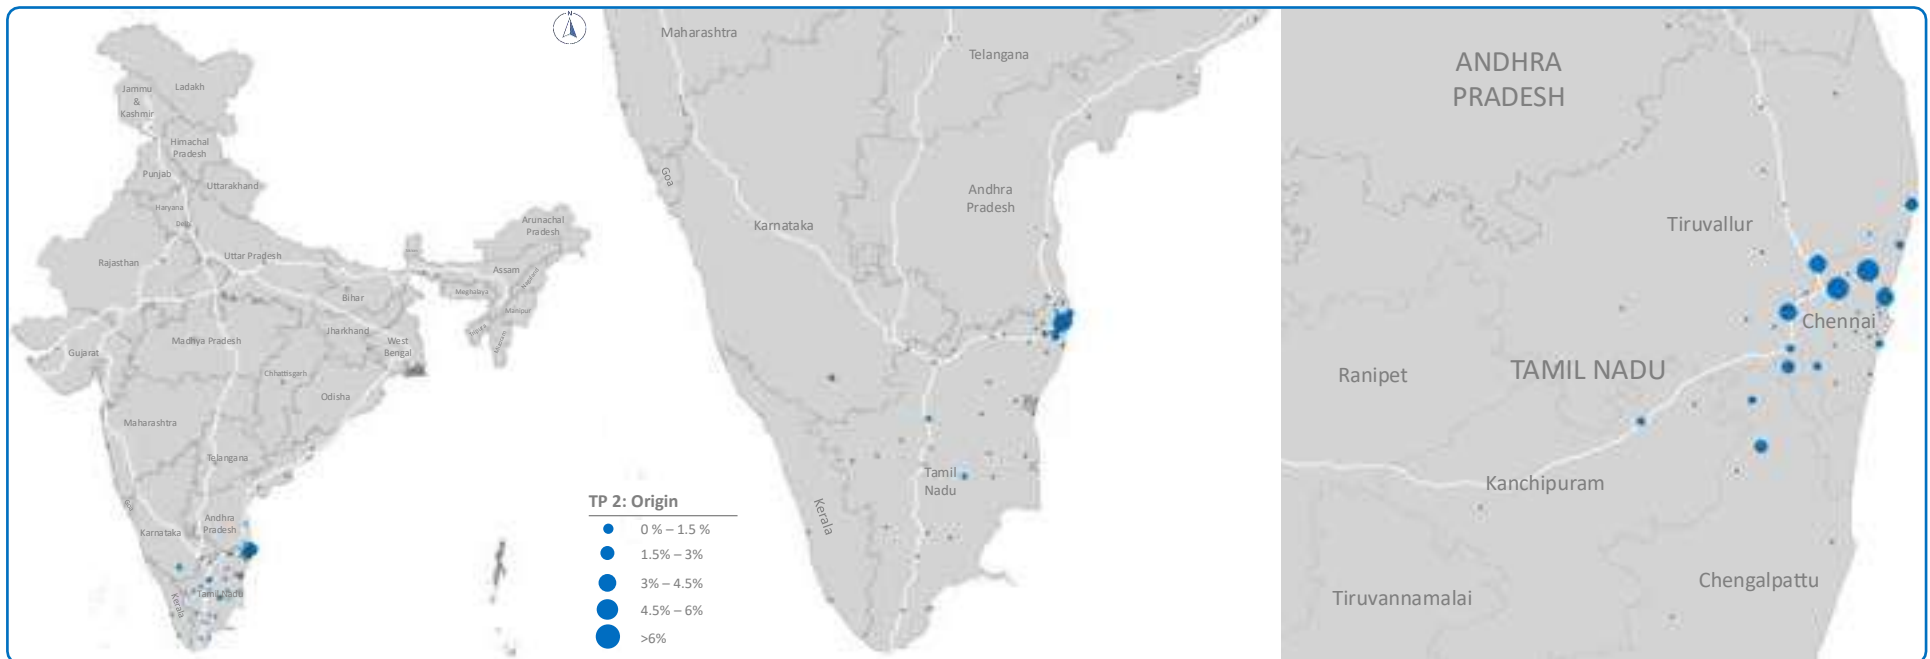 N
Ladakh
Jammu
&
Kashmir
Himachal
Pradesh
Punjab
Uttarakhand
Haryana
Delhi
Arunachal
Pradesh
Rajasthan
Uttar Pradesh
Assam
Nagaland
Meghalaya
Bihar
Manipur
Tripura
Mizoram
Jharkhand
Gujarat
Madhya Pradesh
West
Bengal
Chhattisgarh
Odisha
Maharashtra
Telangana
Goa
Andhra
Pradesh
Karnataka
Tamil Nadu
Kerala
Maharashtra
Telangana
Goa
Andhra
Pradesh
Karnataka
Tamil
Nadu
Kerala
TP 2: Origin
0 % – 1.5 %
1.5% – 3%
3% – 4.5%
4.5% – 6%
>6%
ANDHRA
PRADESH
Tiruvallur
Chennai
Ranipet
TAMIL NADU
Kanchipuram
Chengalpattu
Tiruvannamalai